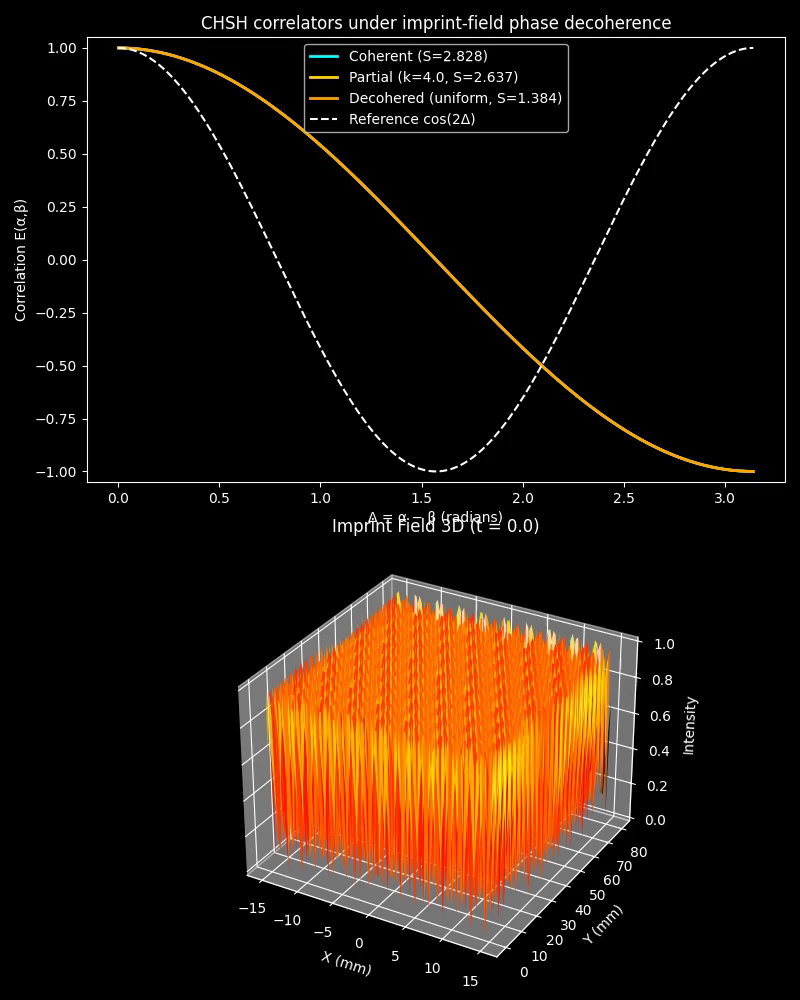 CHSH correlators under imprint-field phase decoherence
Coherent (S=2.828)
Partial (k=4.0, S=2.637)
Decohered (uniform, S=1.384)
Reference cos(2Δ)
Correlation E(α,β)
1.00
0.75
0.50
0.25
0.00
−0.25
−0.50
−0.75
−1.00
0.0 0.5 1.0 1.5 2.0 2.5 3.0
Δ = α − β (radians)
Imprint Field 3D (t = 0.0)
1.0
0.8
0.6
0.4
0.2
0.0
Intensity
80
70
60
50
40
30
20
10
0
Y (mm)
−15 −10 −5 0 5 10 15
X (mm)